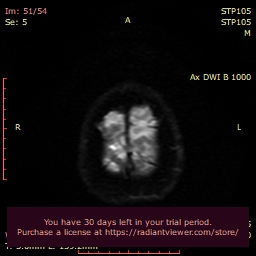 Im: 51/54
Se: 5
STP105
STP105
M
A
Ax DWI B 1000
R
L
You have 30 days left in your trial period.
Purchase a license at https://radiantviewer.com/store/